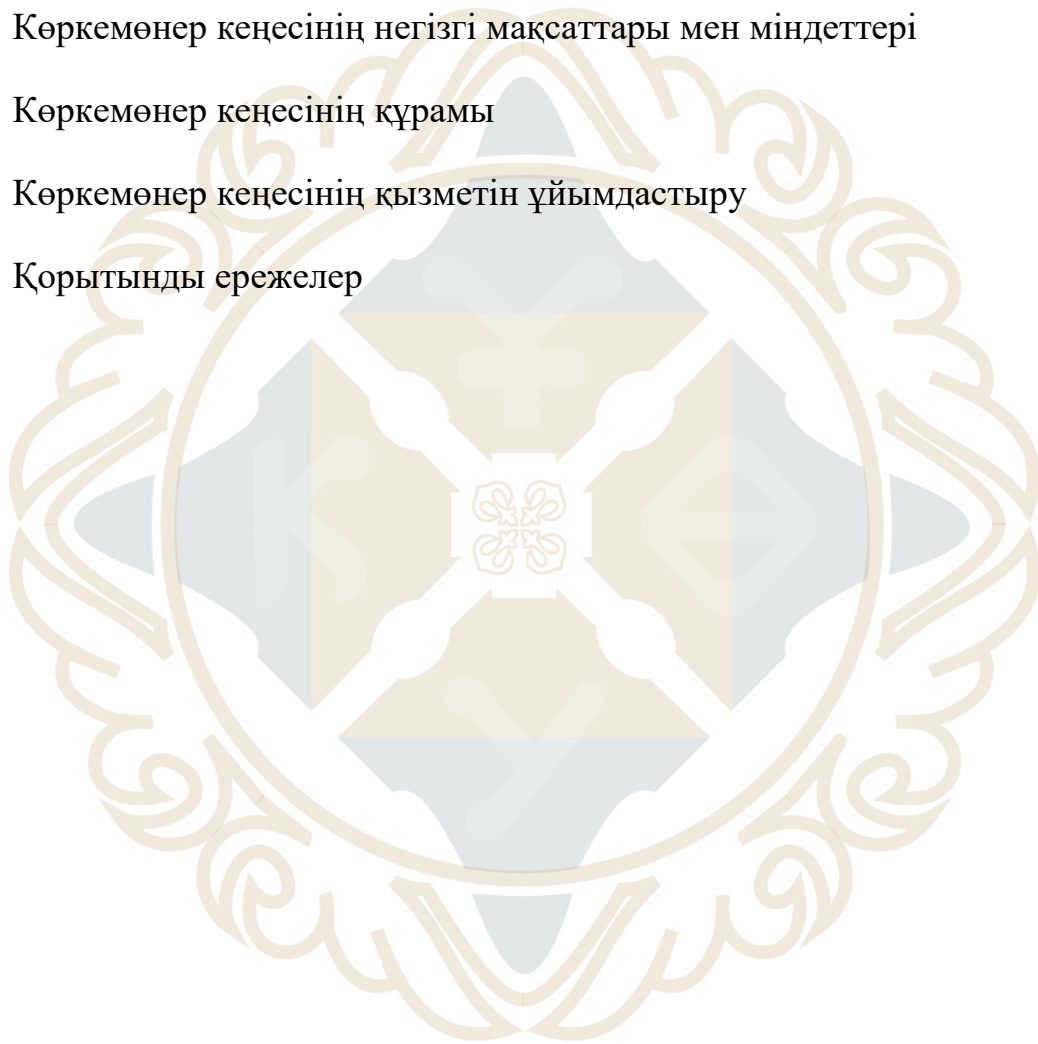 Көркемөнер кеңесінің негізгі мақсаттары мен міндеттері
Көркемөнер кеңесінің құрамы
Көркемөнер кеңесінің қызметін ұйымдастыру
Қорытынды ережелер
Ұ
Қ
Ө
У